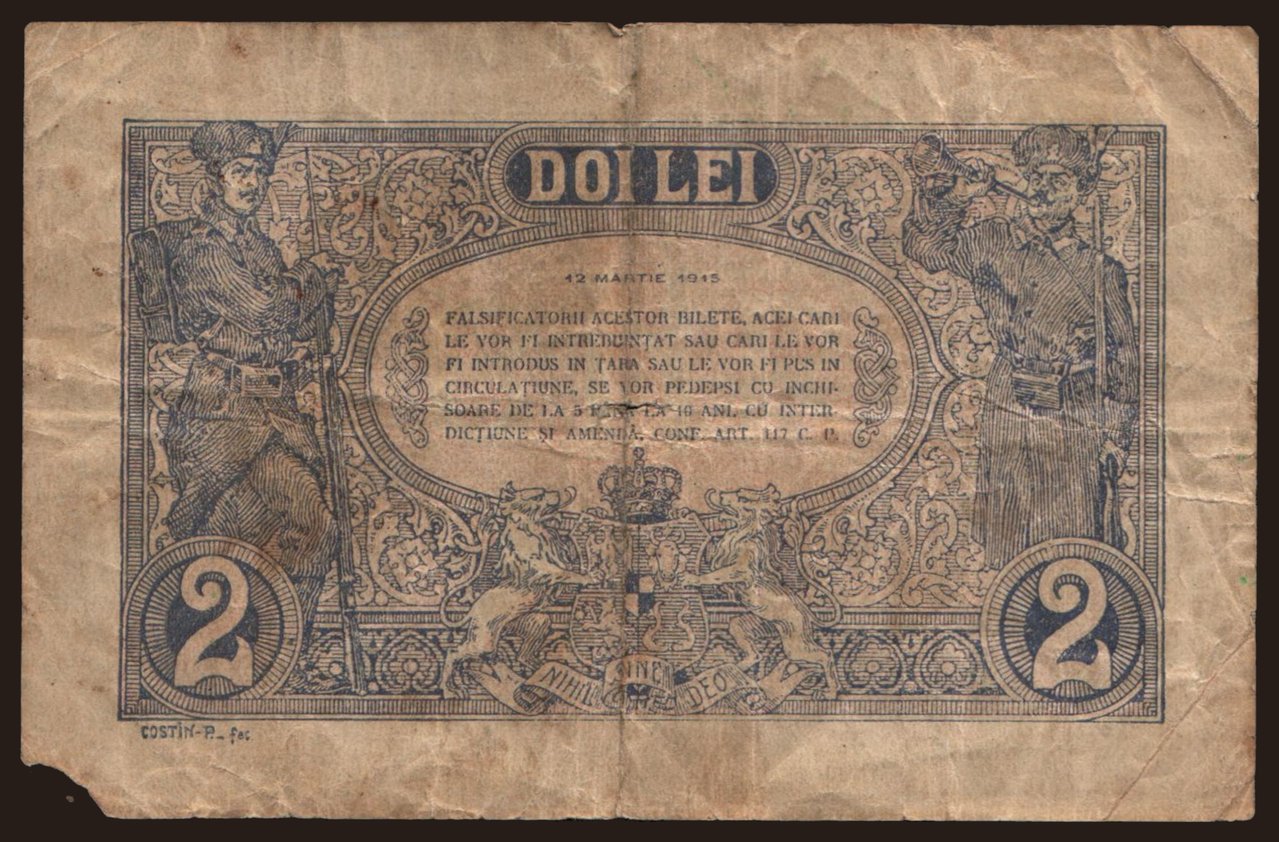 DOI LEI
12 MARTIE 1915
FALSIFICATORII ACESTOR BILETE, ACEI CARI
LE VOR FI INTREBUINȚAT SAU CARI LE VOR
FI INTRODUS IN ȚARA SAU LE VOR FI PUS IN
CIRCULAȚIUNE, SE VOR PEDEPSI CU INCHI-
SOARE DE LA 5 PANA LA 10 ANI, CU INTER-
DICȚIUNE ȘI AMENDĂ, CONF. ART. 117 C. P.
NIHIL SINE DEO
2
2
COSTIN-P. fec